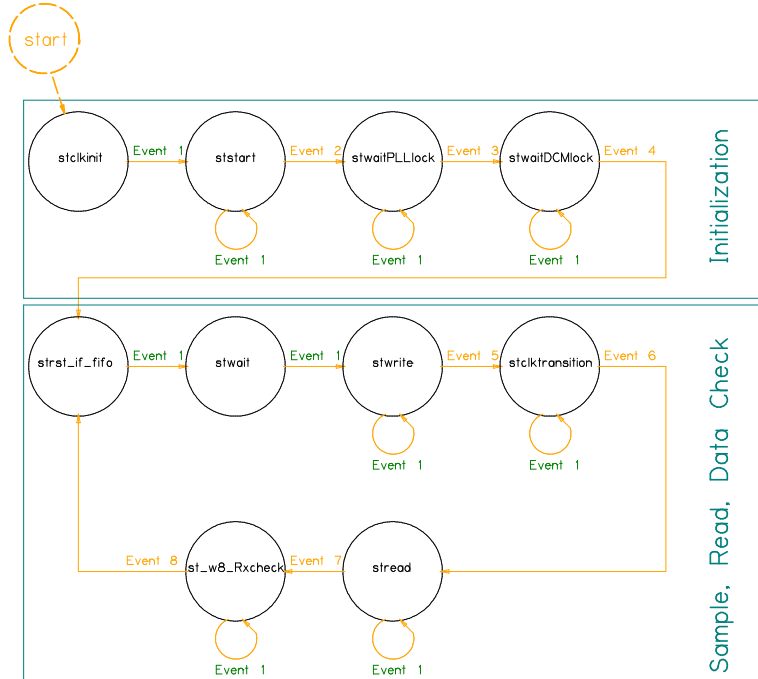 start
Event 1
Event 2
Event 3
Event 4
stclkinit
ststart
stwaitPLLlock
stwaitDCMlock
Event 1
Event 1
Event 1
Initialization
Event 1
Event 1
Event 5
Event 6
strst_if_fifo
stwait
stwrite
stclktransition
Event 1
Event 1
Event 8
Event 7
st_w8_Rxcheck
stread
Event 1
Event 1
Sample, Read, Data Check